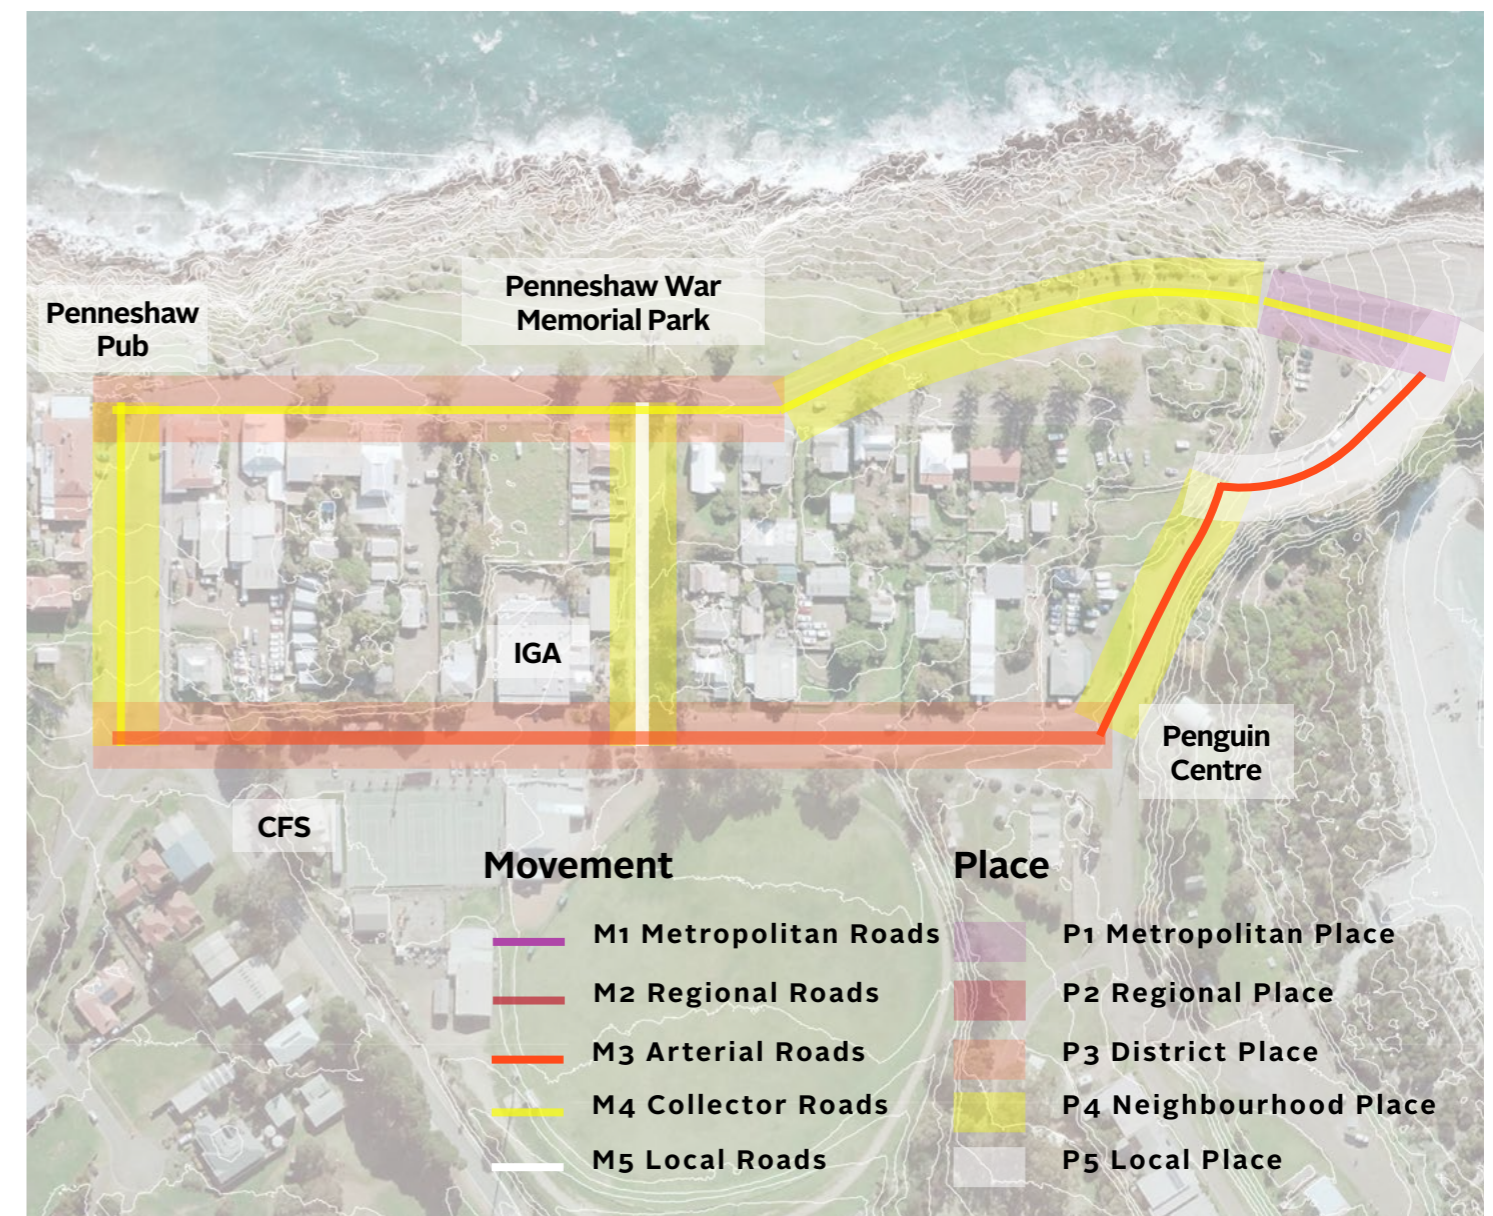 Penneshaw War
Memorial Park
Penneshaw
Pub
IGA
Penguin
Centre
CFS
Movement
M1 Metropolitan Roads
M2 Regional Roads
M3 Arterial Roads
M4 Collector Roads
M5 Local Roads
Place
P1 Metropolitan Place
P2 Regional Place
P3 District Place
P4 Neighbourhood Place
P5 Local Place